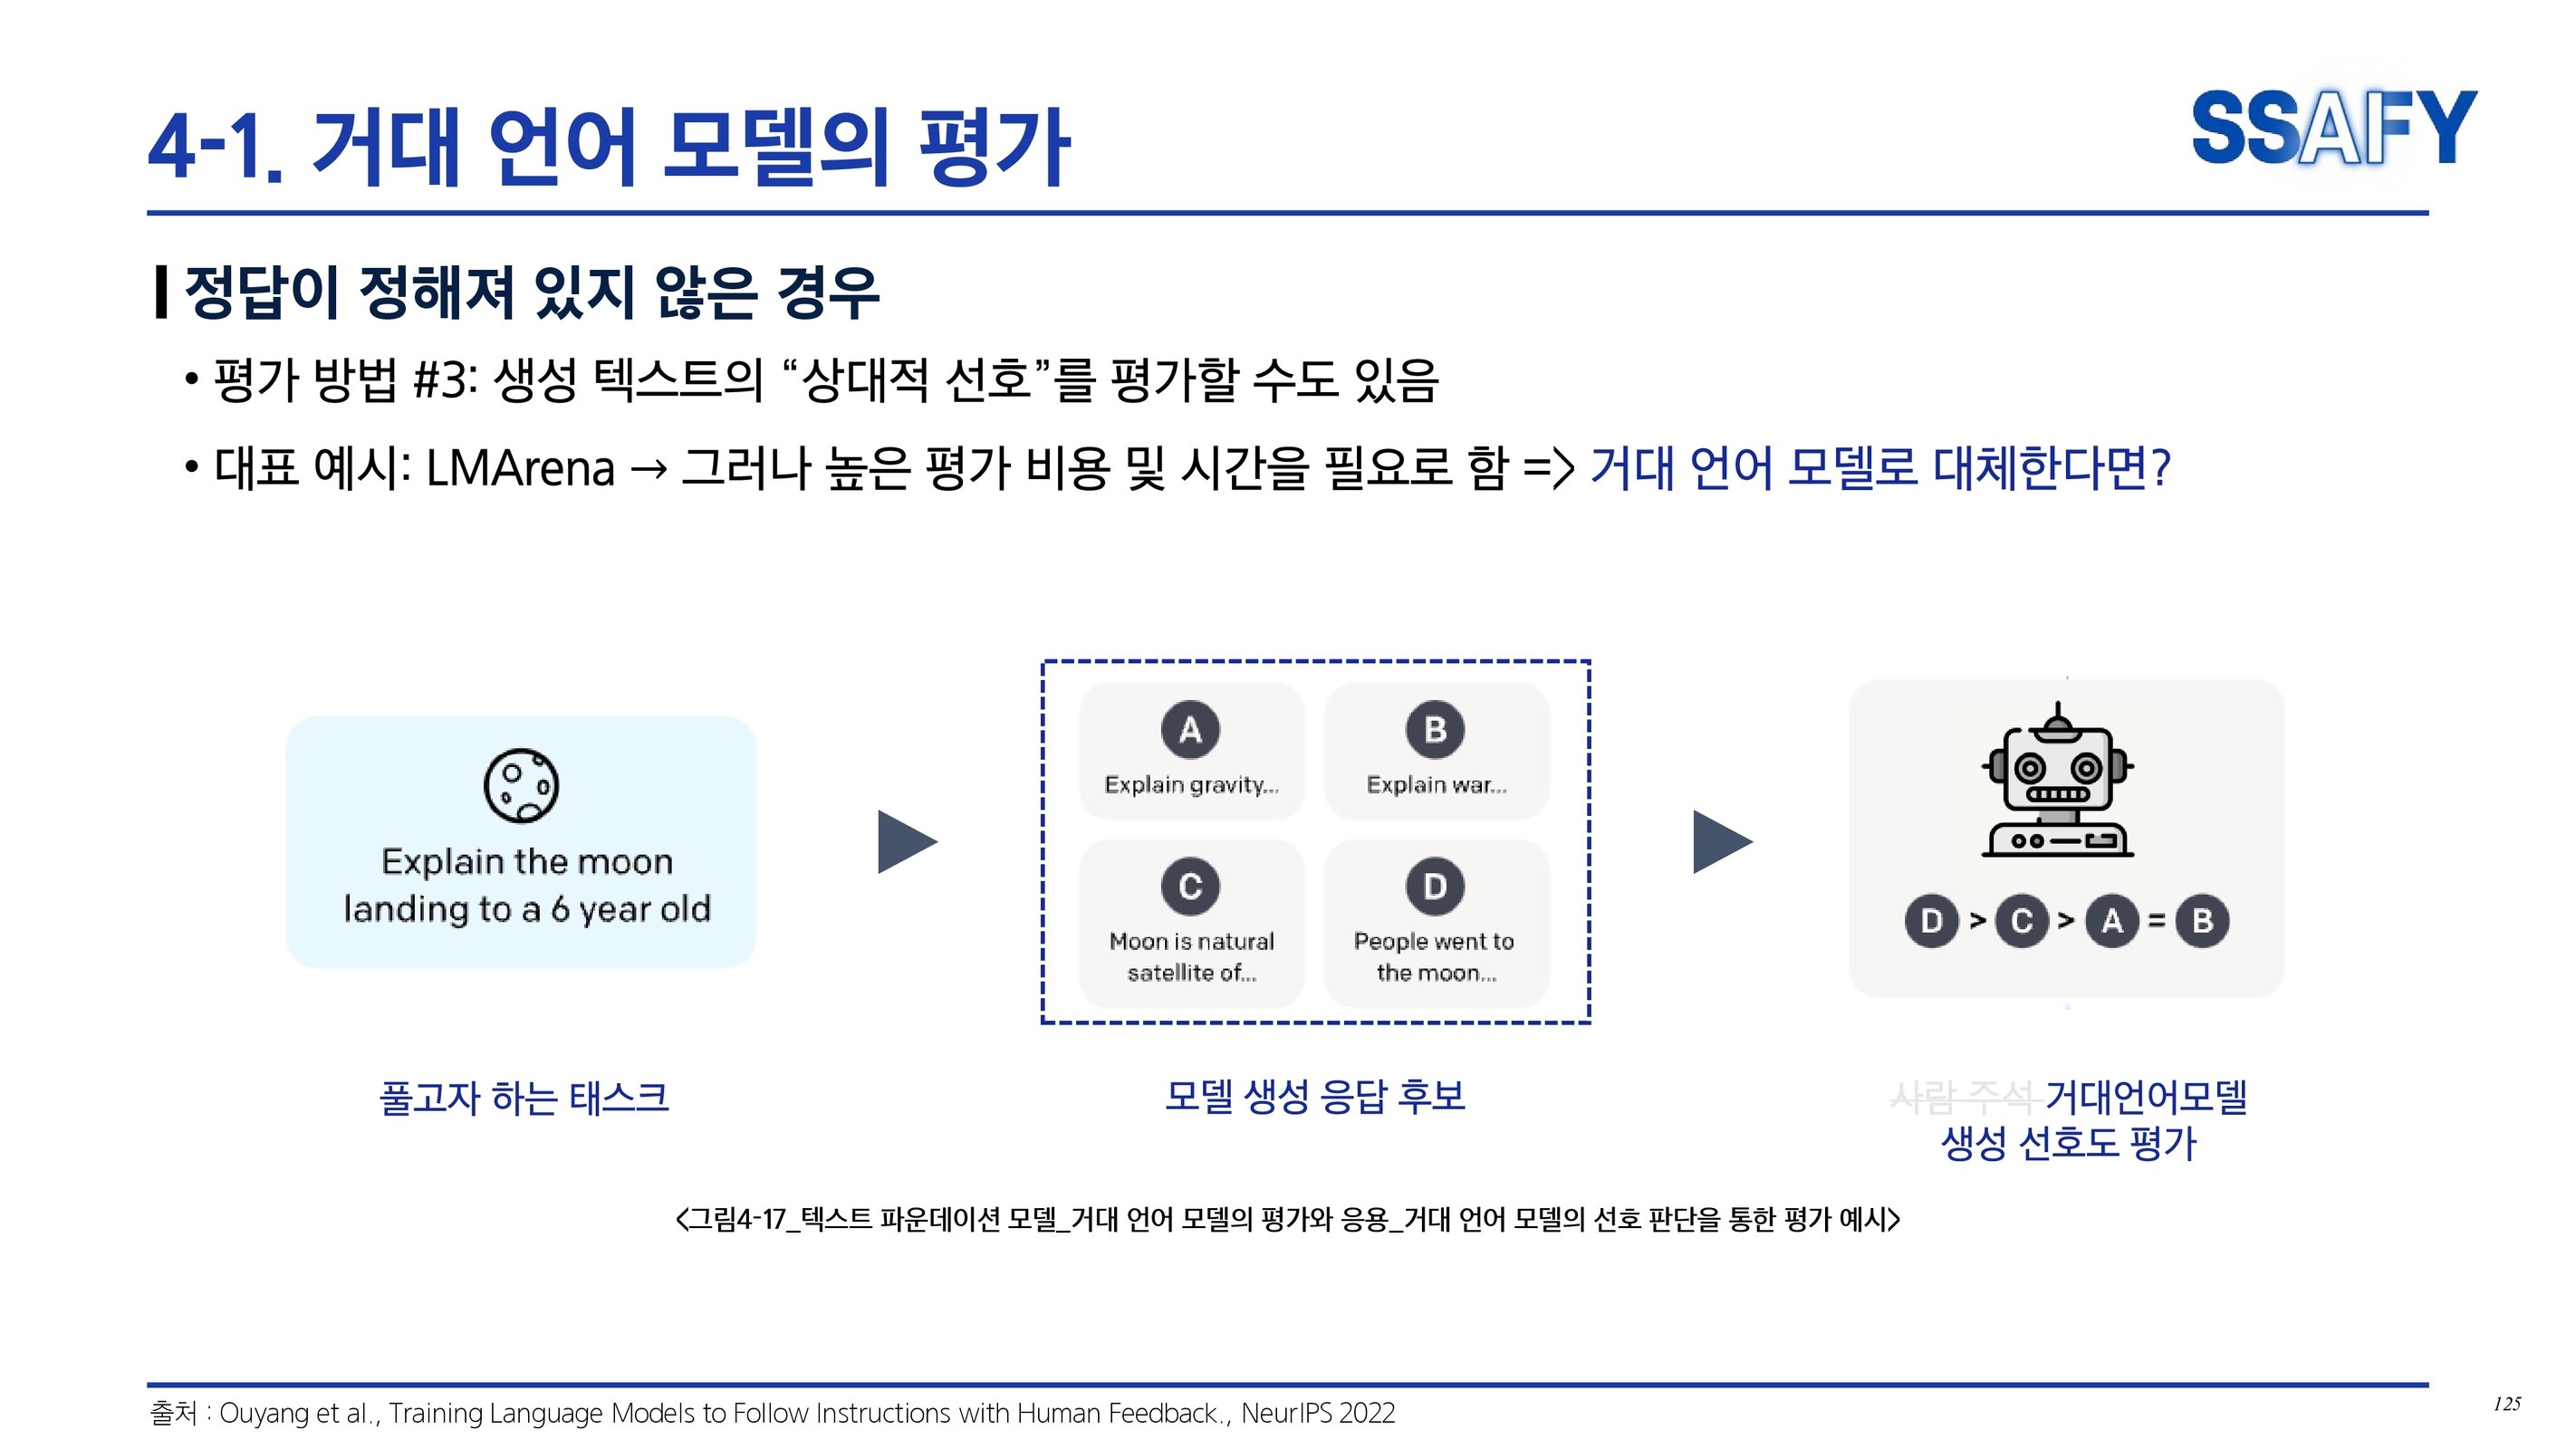 4-1. 거대 언어 모델의 평가
SSAFY
정답이 정해져 있지 않은 경우
• 평가 방법 #3: 생성 텍스트의 “상대적 선호”를 평가할 수도 있음
• 대표 예시: LMArena → 그러나 높은 평가 비용 및 시간을 필요로 함 => 거대 언어 모델로 대체한다면?
Explain the moon
landing to a 6 year old
풀고자 하는 태스크
A
Explain gravity...
B
Explain war...
C
Moon is natural
satellite of...
D
People went to
the moon...
모델 생성 응답 후보
D > C > A = B
사람 주석 거대언어모델
생성 선호도 평가
<그림4-17_텍스트 파운데이션 모델_거대 언어 모델의 평가와 응용_거대 언어 모델의 선호 판단을 통한 평가 예시>
출처 : Ouyang et al., Training Language Models to Follow Instructions with Human Feedback., NeurIPS 2022
125